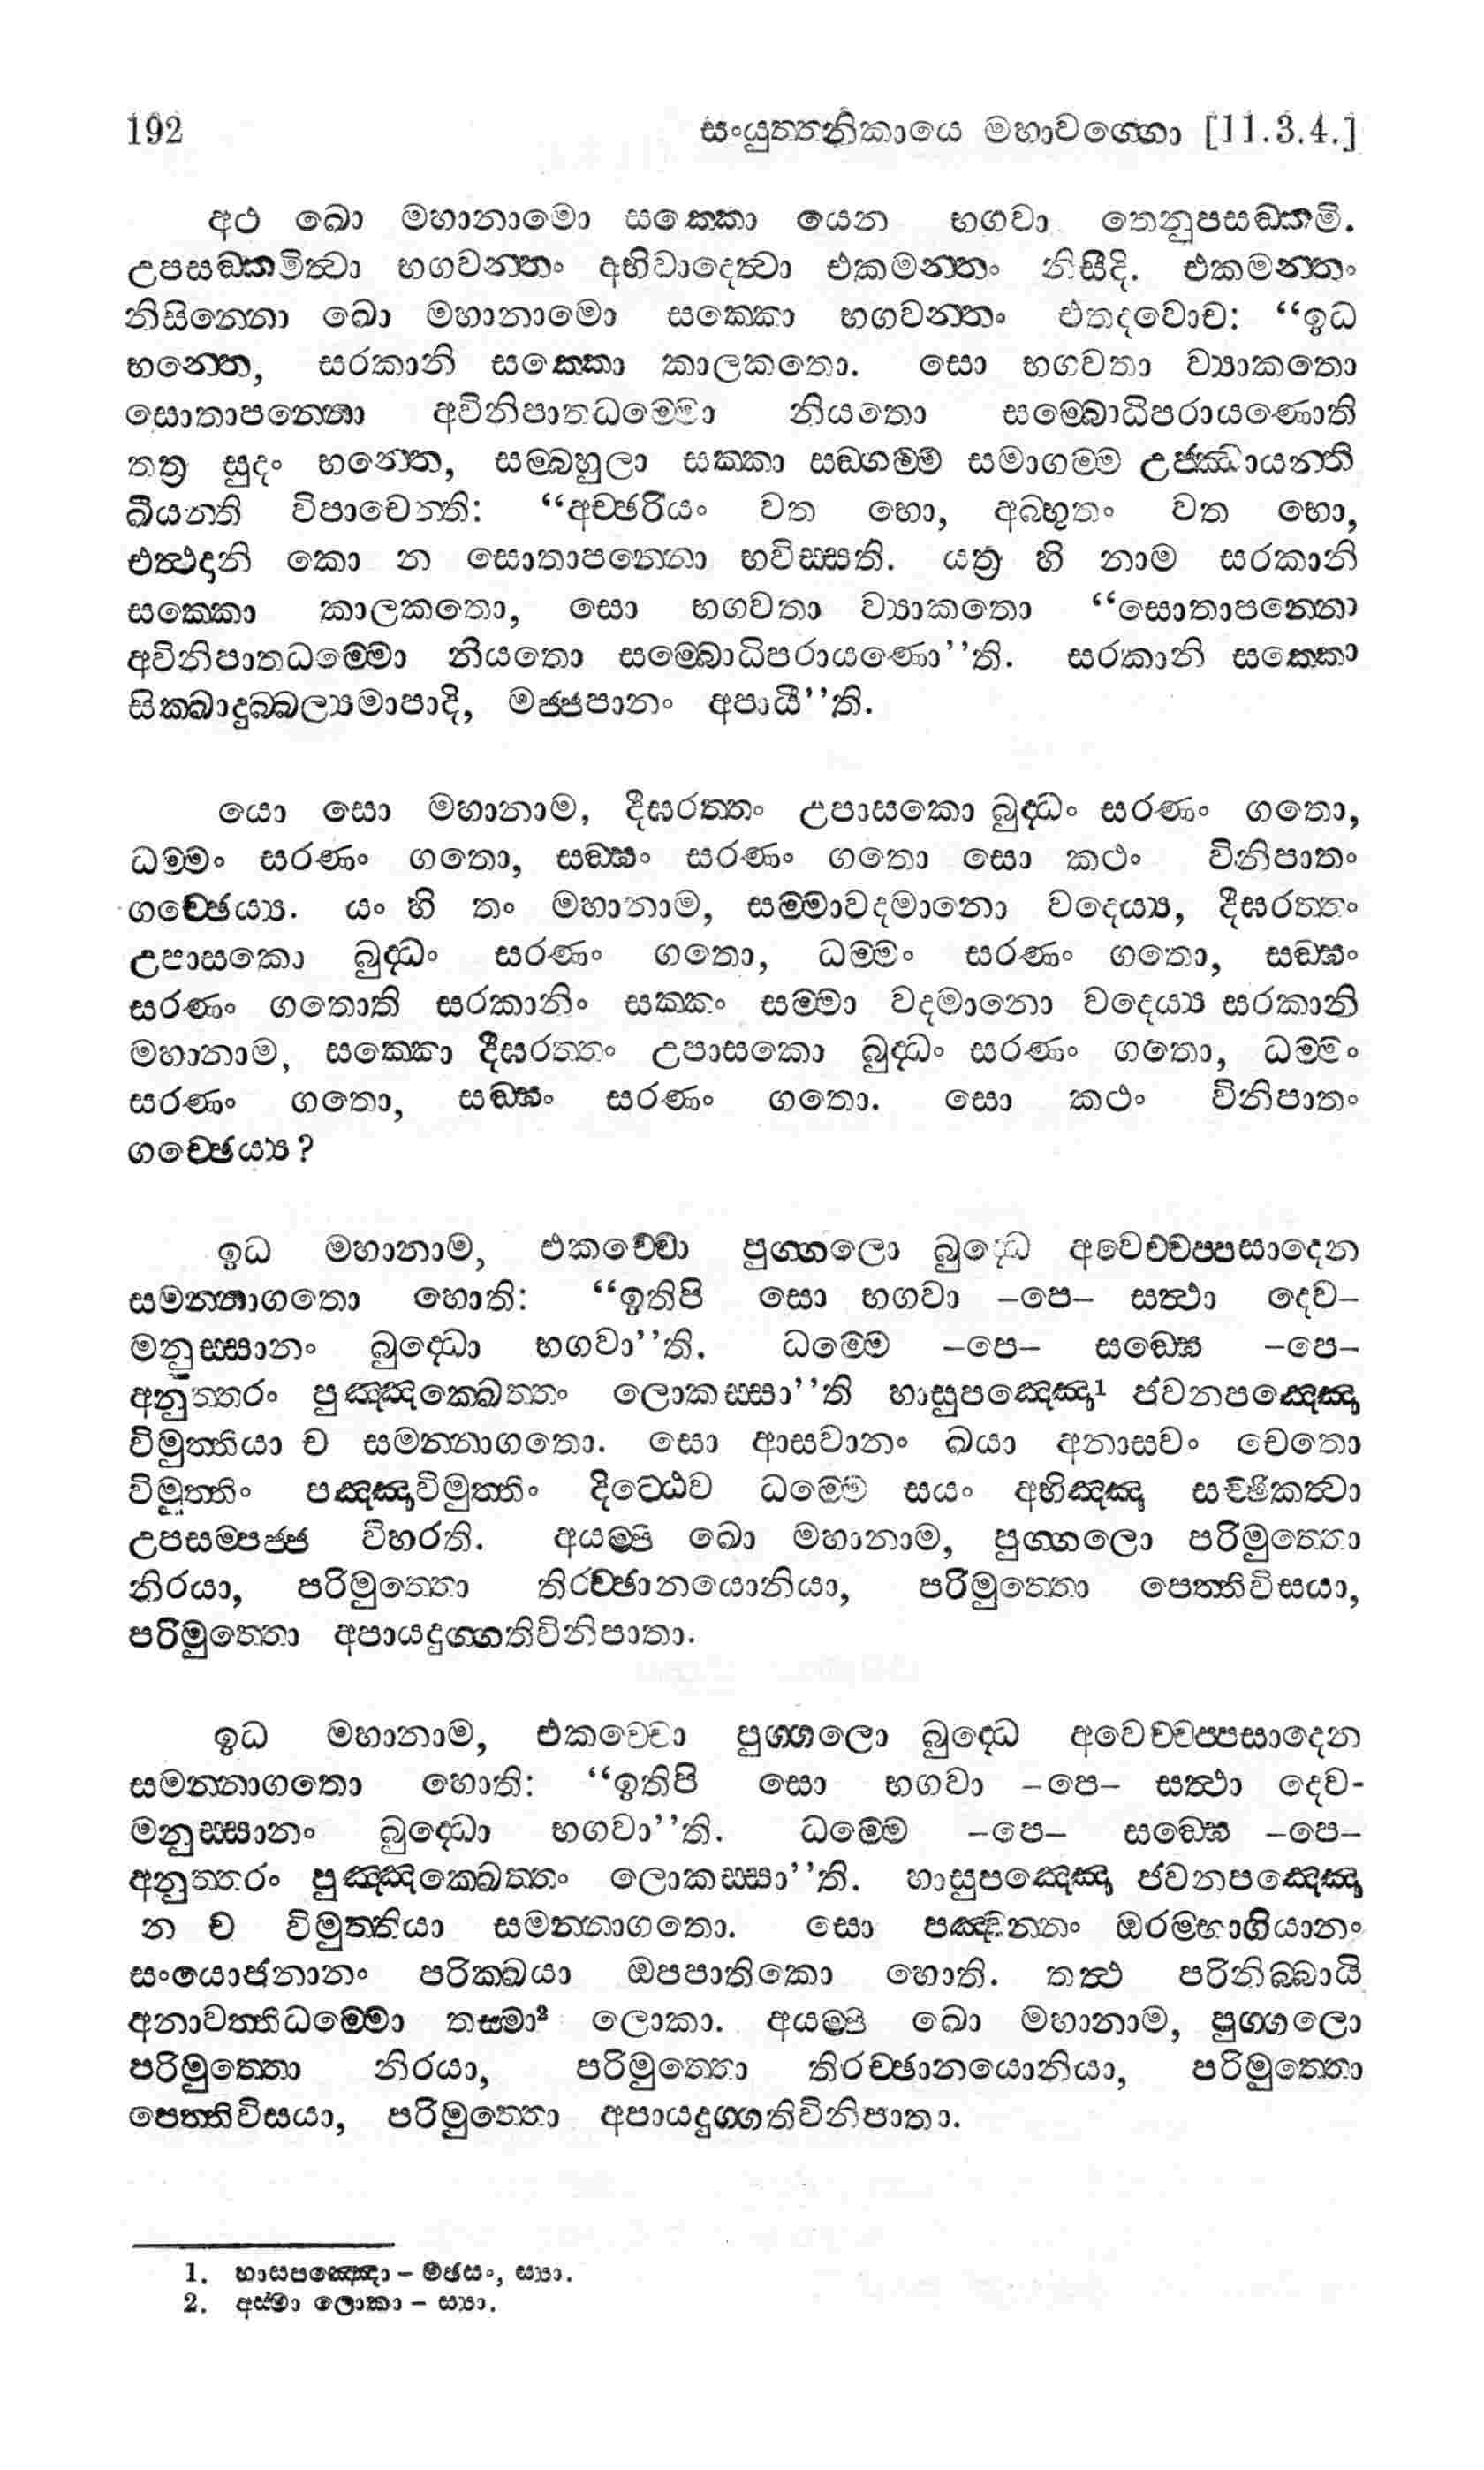 192 සංයුත්තනිකායෙ මහාවග්ගො [11.3.4.]
අථ ඛො මහානාමො සක්කො යෙන භගවා තෙනුපසඞ්කමි.
උපසඞ්කමිත්වා භගවන්තං අභිවාදෙත්වා එකමන්තං නිසීදි. එකමන්තං
නිසින්නො ඛො මහානාමො සක්කො භගවන්තං එතදවොච: “ඉධ
භන්තෙ, සරකානි සක්කො කාලකතො. සො භගවතා ව්‍යාකතො
සොතාපන්නො අවිනිපාතධම්මො නියතො සම්බොධිපරායණොති
තත්‍ර සුදං භන්තෙ, සම්බහුලා සක්කා සඞ්ගම්ම සමාගම්ම උජ්ඣායන්ති
ඛීයන්ති විපාචෙන්ති: “අච්ඡරියං වත භො, අබ්භුතං වත භො,
එත්ථදානි කො න සොතාපන්නො භවිස්සති. යත්‍ර හි නාම සරකානි
සක්කො කාලකතො, සො භගවතා ව්‍යාකතො “සොතාපන්නො
අවිනිපාතධම්මො නියතො සම්බොධිපරායණො’’ති. සරකානි සක්කො
සික්ඛාදුබ්බල්‍යමාපාදි, මජ්ජපානං අපායී’’ති.
යො සො මහානාම, දීඝරත්තං උපාසකො බුද්ධං සරණං ගතො,
ධම්මං සරණං ගතො, සඞ්ඝං සරණං ගතො සො කථං විනිපාතං
ගච්ඡෙය්‍ය. යං හි තං මහානාම, සම්මාවදමානො වදෙය්‍ය, දීඝරත්තං
උපාසකො බුද්ධං සරණං ගතො, ධම්මං සරණං ගතො, සඞ්ඝං
සරණං ගතොති සරකානිං සක්කං සම්මා වදමානො වදෙය්‍ය සරකානි
මහානාම, සක්කො දීඝරත්තං උපාසකො බුද්ධං සරණං ගතො, ධම්මං
සරණං ගතො, සඞ්ඝං සරණං ගතො. සො කථං විනිපාතං
ගච්ඡෙය්‍ය?
ඉධ මහානාම, එකච්චො පුග්ගලො බුද්ධෙ අවෙච්චප්පසාදෙන
සමන්නාගතො හොති: “ඉතිපි සො භගවා –පෙ– සත්ථා දෙව–
මනුස්සානං බුද්ධො භගවා’’ති. ධම්මෙ –පෙ– සඞ්ඝෙ –පෙ–
අනුත්තරං පුඤ්ඤක්ඛෙත්තං ලොකස්සා’’ති හාසුපඤ්ඤෙ¹ ජවනපඤ්ඤෙ
විමුත්තියා ච සමන්නාගතො. සො ආසවානං ඛයා අනාසවං චෙතො
විමුත්තිං පඤ්ඤාවිමුත්තිං දිට්ඨෙව ධම්මෙ සයං අභිඤ්ඤා සච්ඡිකත්වා
උපසම්පජ්ජ විහරති. අයම්පි ඛො මහානාම, පුග්ගලො පරිමුත්තො
නිරයා, පරිමුත්තො තිරච්ඡානයොනියා, පරිමුත්තො පෙත්තිවිසයා,
පරිමුත්තො අපායදුග්ගතිවිනිපාතා.
ඉධ මහානාම, එකච්චො පුග්ගලො බුද්ධෙ අවෙච්චප්පසාදෙන
සමන්නාගතො හොති: “ඉතිපි සො භගවා –පෙ– සත්ථා දෙව-
මනුස්සානං බුද්ධො භගවා’’ති. ධම්මෙ –පෙ– සඞ්ඝෙ –පෙ–
අනුත්තරං පුඤ්ඤක්ඛෙත්තං ලොකස්සා’’ති. හාසුපඤ්ඤෙ ජවනපඤ්ඤෙ
න ච විමුත්තියා සමන්නාගතො. සො පඤ්චන්නං ඔරම්භාගියානං
සංයොජනානං පරික්ඛයා ඔපපාතිකො හොති. තත්ථ පරිනිබ්බායි
අනාවත්තිධම්මො තස්මා² ලොකා. අයම්පි ඛො මහානාම, පුග්ගලො
පරිමුත්තො නිරයා, පරිමුත්තො තිරච්ඡානයොනියා, පරිමුත්තො
පෙත්තිවිසයා, පරිමුත්තො අපායදුග්ගතිවිනිපාතා.
1. හාසපඤ්ඤො – මඡසං, ස්‍යා.
2. අස්මා ලොකා – ස්‍යා.